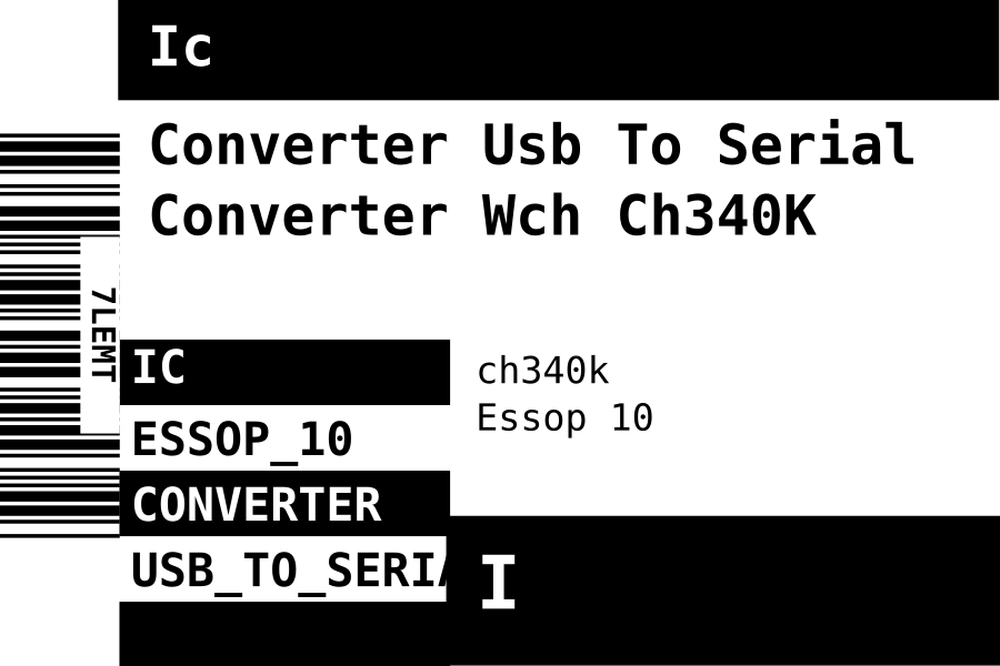 Ic
Converter Usb To Serial
Converter Wch Ch340K
7LEMT
IC
ESSOP_10
CONVERTER
USB_TO_SERIA
ch340k
Essop 10
I